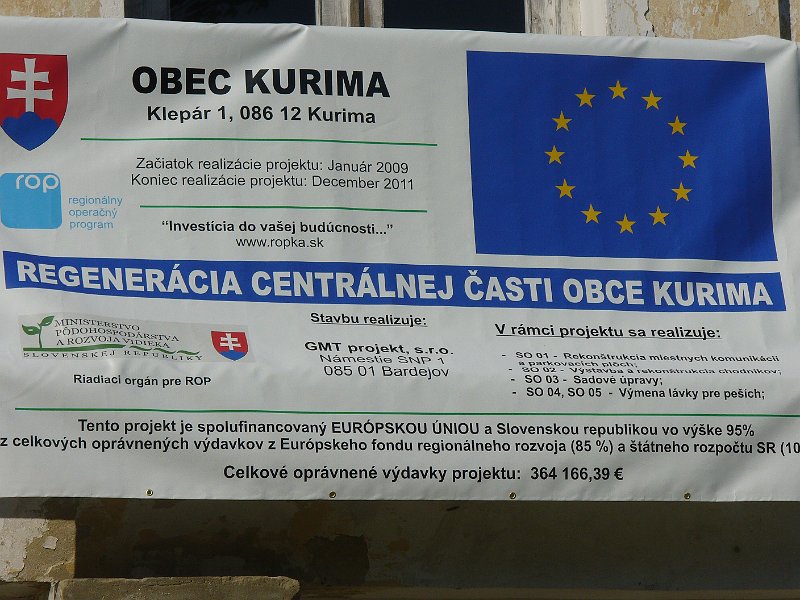 OBEC KURIMA
Klepár 1, 086 12 Kurima
Začiatok realizácie projektu: Január 2009
Koniec realizácie projektu: December 2011
rop
regionálny
operačný
program
“Investícia do vašej budúcnosti...”
www.ropka.sk
REGENERÁCIA CENTRÁLNEJ ČASTI OBCE KURIMA
MINISTERSTVO
PÔDOHOSPODÁRSTVA
A ROZVOJA VIDIEKA
SLOVENSKEJ REPUBLIKY
Riadiaci orgán pre ROP
Stavbu realizuje:
GMT projekt, s.r.o.
Námestie SNP 1
085 01 Bardejov
V rámci projektu sa realizuje:
- SO 01 - Rekonštrukcia miestnych komunikácií
a parkovacích plôch;
- SO 02 - Výstavba a rekonštrukcia chodníkov;
- SO 03 - Sadové úpravy;
- SO 04, SO 05 - Výmena lávky pre peších;
Tento projekt je spolufinancovaný EURÓPSKOU ÚNIOU a Slovenskou republikou vo výške 95%
z celkových oprávnených výdavkov z Európskeho fondu regionálneho rozvoja (85 %) a štátneho rozpočtu SR (10
Celkové oprávnené výdavky projektu: 364 166,39 €